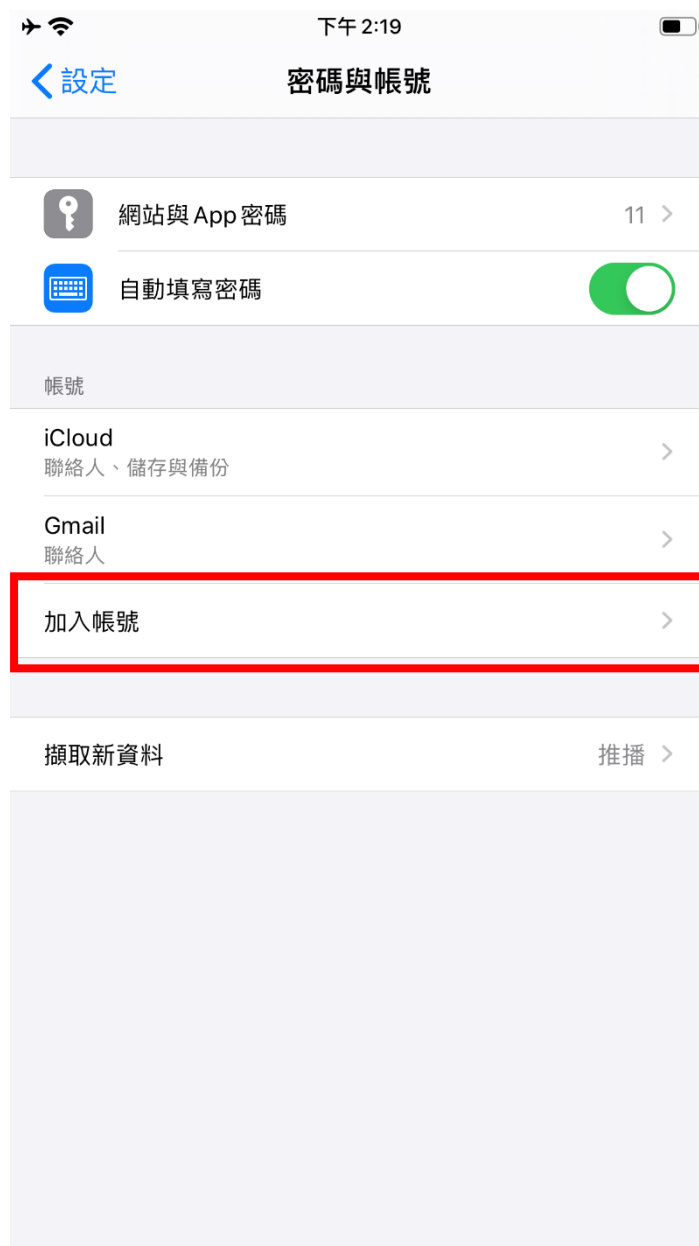 下午 2:19
設定 密碼與帳號
網站與 App 密碼 11
自動填寫密碼
帳號
iCloud
聯絡人、儲存與備份
Gmail
聯絡人
加入帳號
擷取新資料 推播